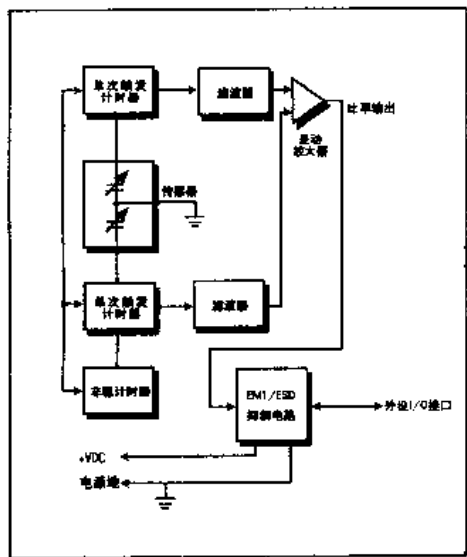 单次触发
计时器
滤波器
比率输出
差动
放大器
传感器
单次触发
计时器
滤波器
非稳计时器
EMI/ESD
抑制电路
外设I/O接口
+VDC
电源地